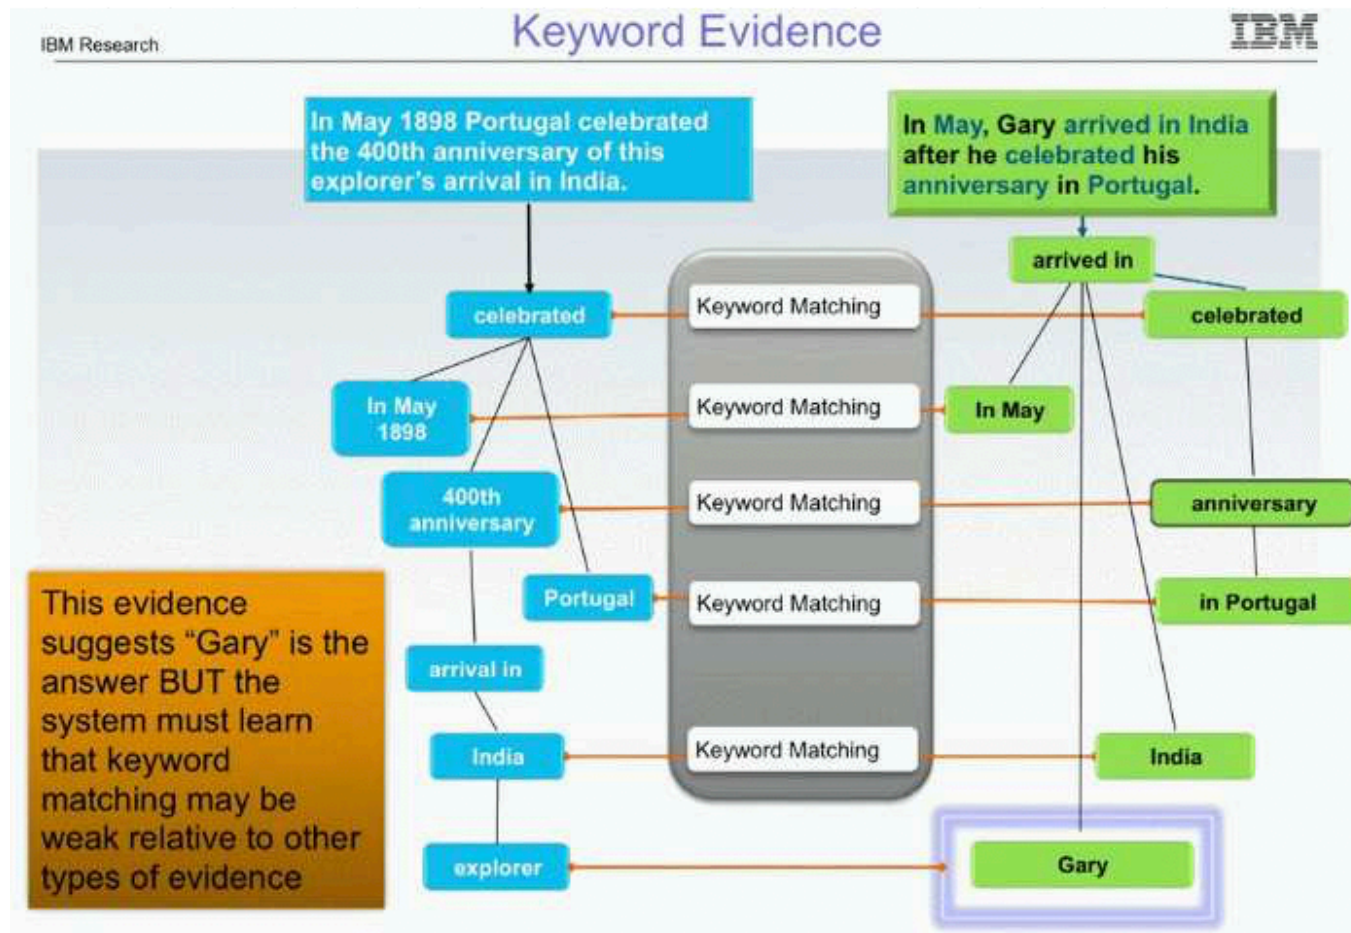 IBM Research
Keyword Evidence
IBM
In May 1898 Portugal celebrated
the 400th anniversary of this
explorer's arrival in India.
In May, Gary arrived in India
after he celebrated his
anniversary in Portugal.
arrived in
celebrated
Keyword Matching
celebrated
In May
1898
Keyword Matching
In May
400th
anniversary
Keyword Matching
anniversary
Portugal
Keyword Matching
in Portugal
arrival in
India
Keyword Matching
India
explorer
Gary
This evidence
suggests “Gary” is the
answer BUT the
system must learn
that keyword
matching may be
weak relative to other
types of evidence